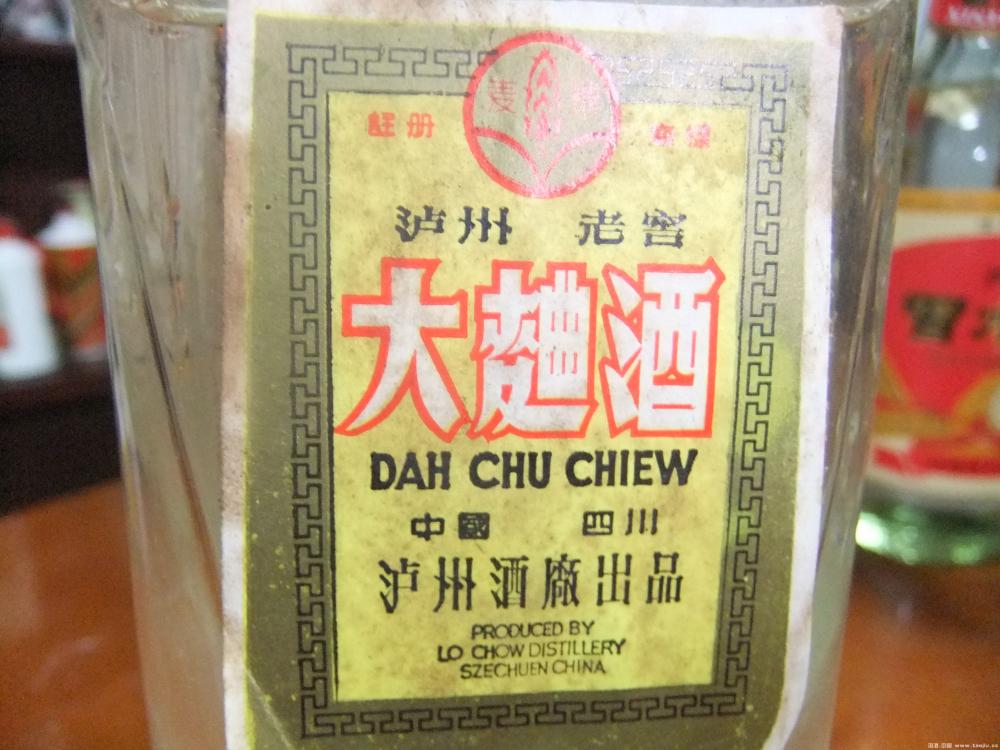 註册 商標
泸州 老窖
大麯酒
DAH CHU CHIEW
中國 四川
泸州酒廠出品
PRODUCED BY
LO CHOW DISTILLERY
SZECHUEN CHINA